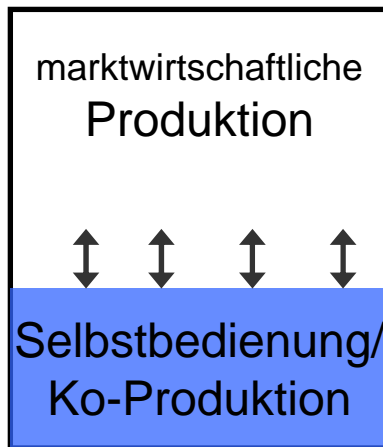 marktwirtschaftliche
Produktion
Selbstbedienung/
Ko-Produktion